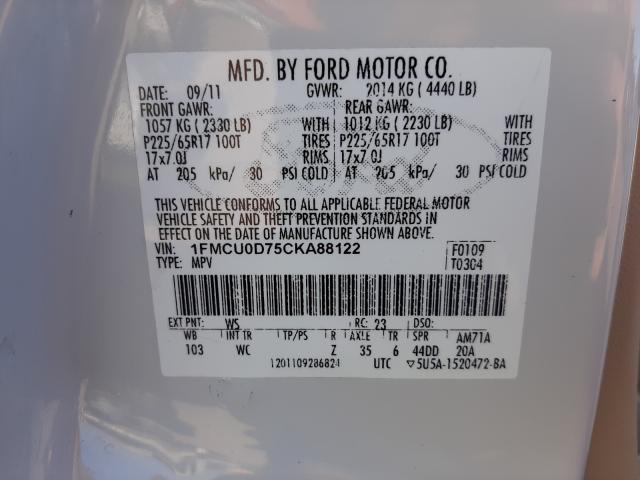 MFD. BY FORD MOTOR CO.
DATE: 09/11 GVWR: 2014 KG ( 4440 LB)
FRONT GAWR: REAR GAWR:
1057 KG ( 2330 LB) WITH 1012 KG ( 2230 LB) WITH
P225/65R17 100T TIRES P225/65R17 100T TIRES
17x7.0J RIMS 17x7.0J RIMS
AT 205 kPa/ 30 PSI COLD AT 205 kPa/ 30 PSI COLD
THIS VEHICLE CONFORMS TO ALL APPLICABLE FEDERAL MOTOR
VEHICLE SAFETY AND THEFT PREVENTION STANDARDS IN
EFFECT ON THE DATE OF MANUFACTURE SHOWN ABOVE.
VIN: 1FMCU0D75CKA88122 F0109
TYPE: MPV T0304
EXT PNT: WS RC: 23 DSO:
WB INT TR TP/PS R AXLE TR SPR AM71A
103 WC Z 35 6 44DD 20A
1201109286824 UTC ▽5U5A-1520472-BA